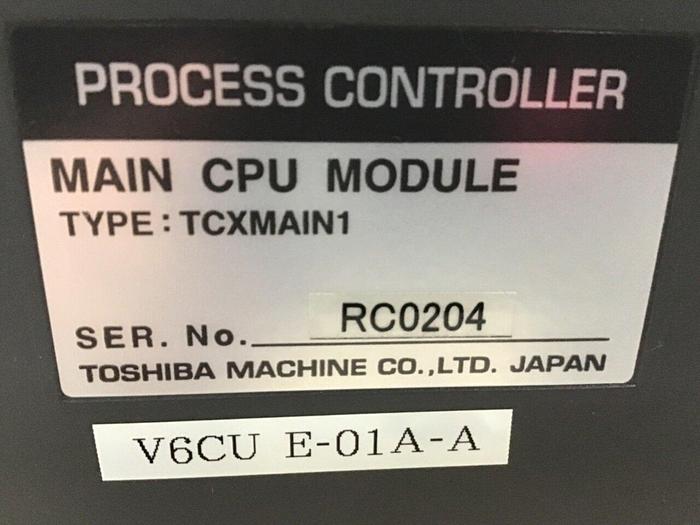 PROCESS CONTROLLER
MAIN CPU MODULE
TYPE: TCXMAIN1
SER. No. RC0204
TOSHIBA MACHINE CO.,LTD. JAPAN
V6CU E-01A-A